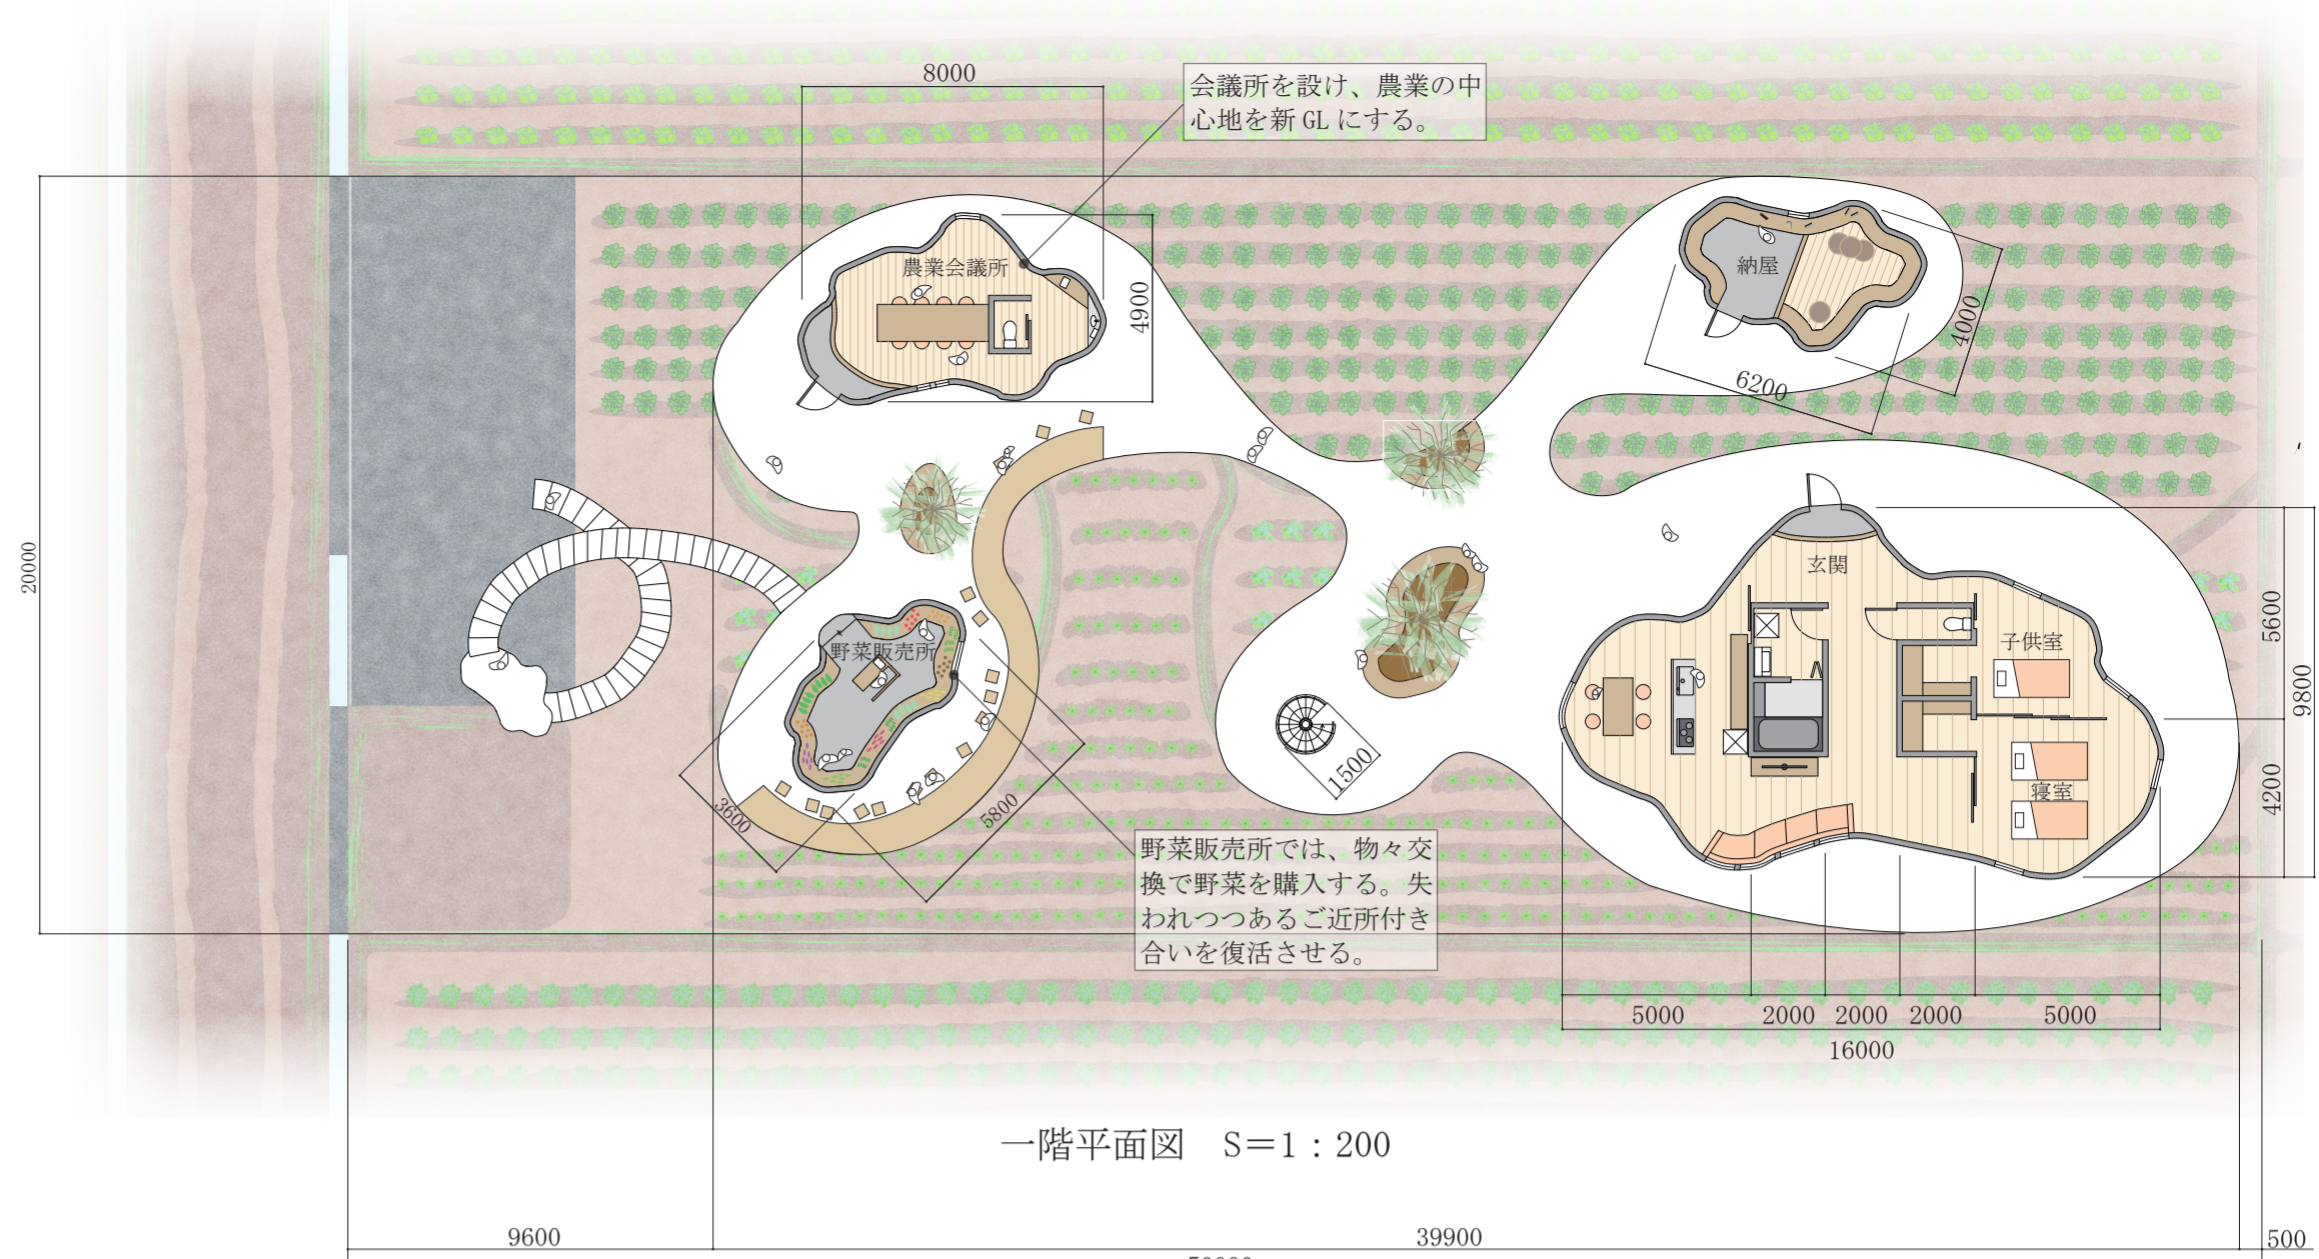 8000
会議所を設け、農業の中
心地を新 GL にする。
農業会議所
4900
納屋
4000
6200
20000
玄関
子供室
5600
9800
野菜販売所
寝室
4200
1500
3600
5800
野菜販売所では、物々交
換で野菜を購入する。失
われつつあるご近所付き
合いを復活させる。
5000 2000 2000 2000 5000
16000
一階平面図 S＝1：200
9600 39900 500